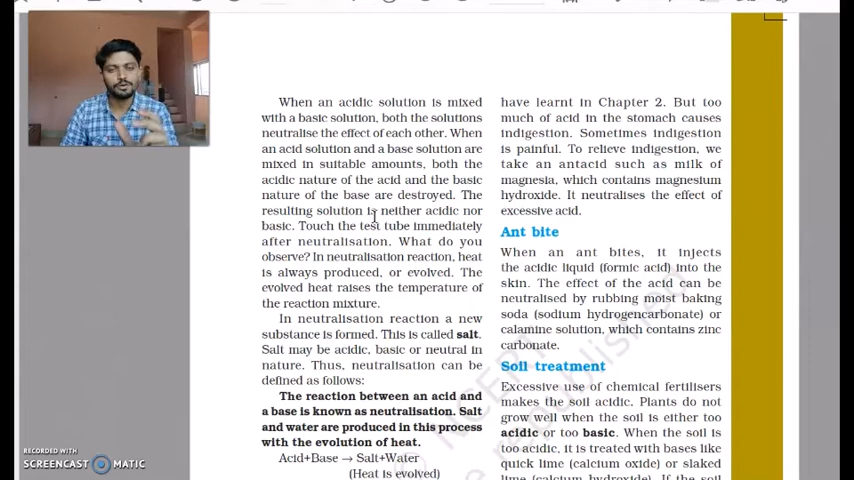 When an acidic solution is mixed
with a basic solution, both the solutions
neutralise the effect of each other. When
an acid solution and a base solution are
mixed in suitable amounts, both the
acidic nature of the acid and the basic
nature of the base are destroyed. The
resulting solution is neither acidic nor
basic. Touch the test tube immediately
after neutralisation. What do you
observe? In neutralisation reaction, heat
is always produced, or evolved. The
evolved heat raises the temperature of
the reaction mixture.
In neutralisation reaction a new
substance is formed. This is called salt.
Salt may be acidic, basic or neutral in
nature. Thus, neutralisation can be
defined as follows:
The reaction between an acid and
a base is known as neutralisation. Salt
and water are produced in this process
with the evolution of heat.
Acid+Base → Salt+Water
(Heat is evolved)
have learnt in Chapter 2. But too
much of acid in the stomach causes
indigestion. Sometimes indigestion
is painful. To relieve indigestion, we
take an antacid such as milk of
magnesia, which contains magnesium
hydroxide. It neutralises the effect of
excessive acid.
Ant bite
When an ant bites, it injects
the acidic liquid (formic acid) into the
skin. The effect of the acid can be
neutralised by rubbing moist baking
soda (sodium hydrogencarbonate) or
calamine solution, which contains zinc
carbonate.
Soil treatment
Excessive use of chemical fertilisers
makes the soil acidic. Plants do not
grow well when the soil is either too
acidic or too basic. When the soil is
too acidic, it is treated with bases like
quick lime (calcium oxide) or slaked
lime (calcium hydroxide). If the soil
© NCERT
republished
RECORDED WITH
SCREENCAST MATIC